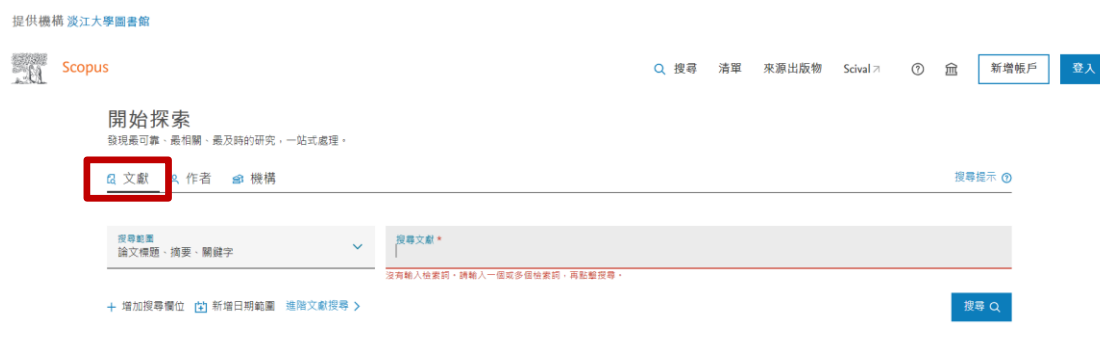 提供機構 淡江大學圖書館
Scopus
搜尋 清單 來源出版物 Scival 新增帳戶 登入
開始探索
發現最可靠、最相關、最及時的研究，一站式處理。
文獻 作者 機構 搜尋提示
搜尋範圍
論文標題、摘要、關鍵字
搜尋文獻 *
沒有輸入檢索詞。請輸入一個或多個檢索詞，再點擊搜尋。
+ 增加搜尋欄位 新增日期範圍 進階文獻搜尋 搜尋